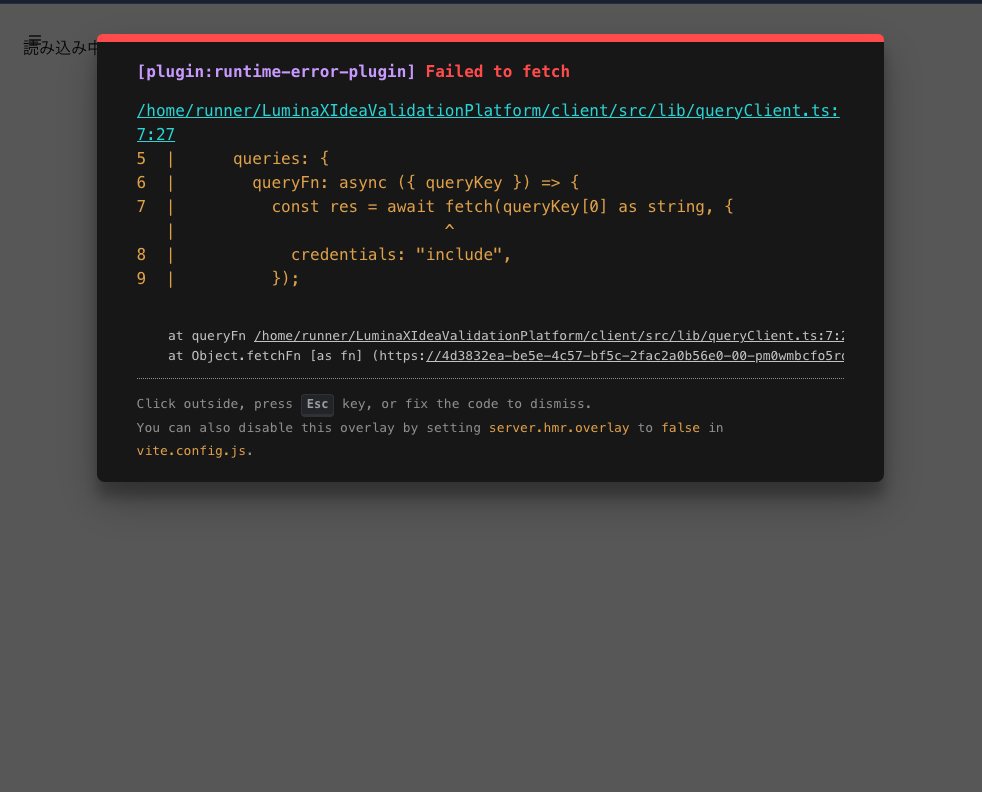 読み込み中
[plugin:runtime-error-plugin] Failed to fetch
/home/runner/LuminaXIdeaValidationPlatform/client/src/lib/queryClient.ts:
7:27
5  |      queries: {
6  |        queryFn: async ({ queryKey }) => {
7  |          const res = await fetch(queryKey[0] as string, {
   |                            ^
8  |            credentials: "include",
9  |          });
at queryFn /home/runner/LuminaXIdeaValidationPlatform/client/src/lib/queryClient.ts:7:
at Object.fetchFn [as fn] (https://4d3832ea-be5e-4c57-bf5c-2fac2a0b56e0-00-pm0wmbcfo5r
Click outside, press Esc key, or fix the code to dismiss.
You can also disable this overlay by setting server.hmr.overlay to false in
vite.config.js.